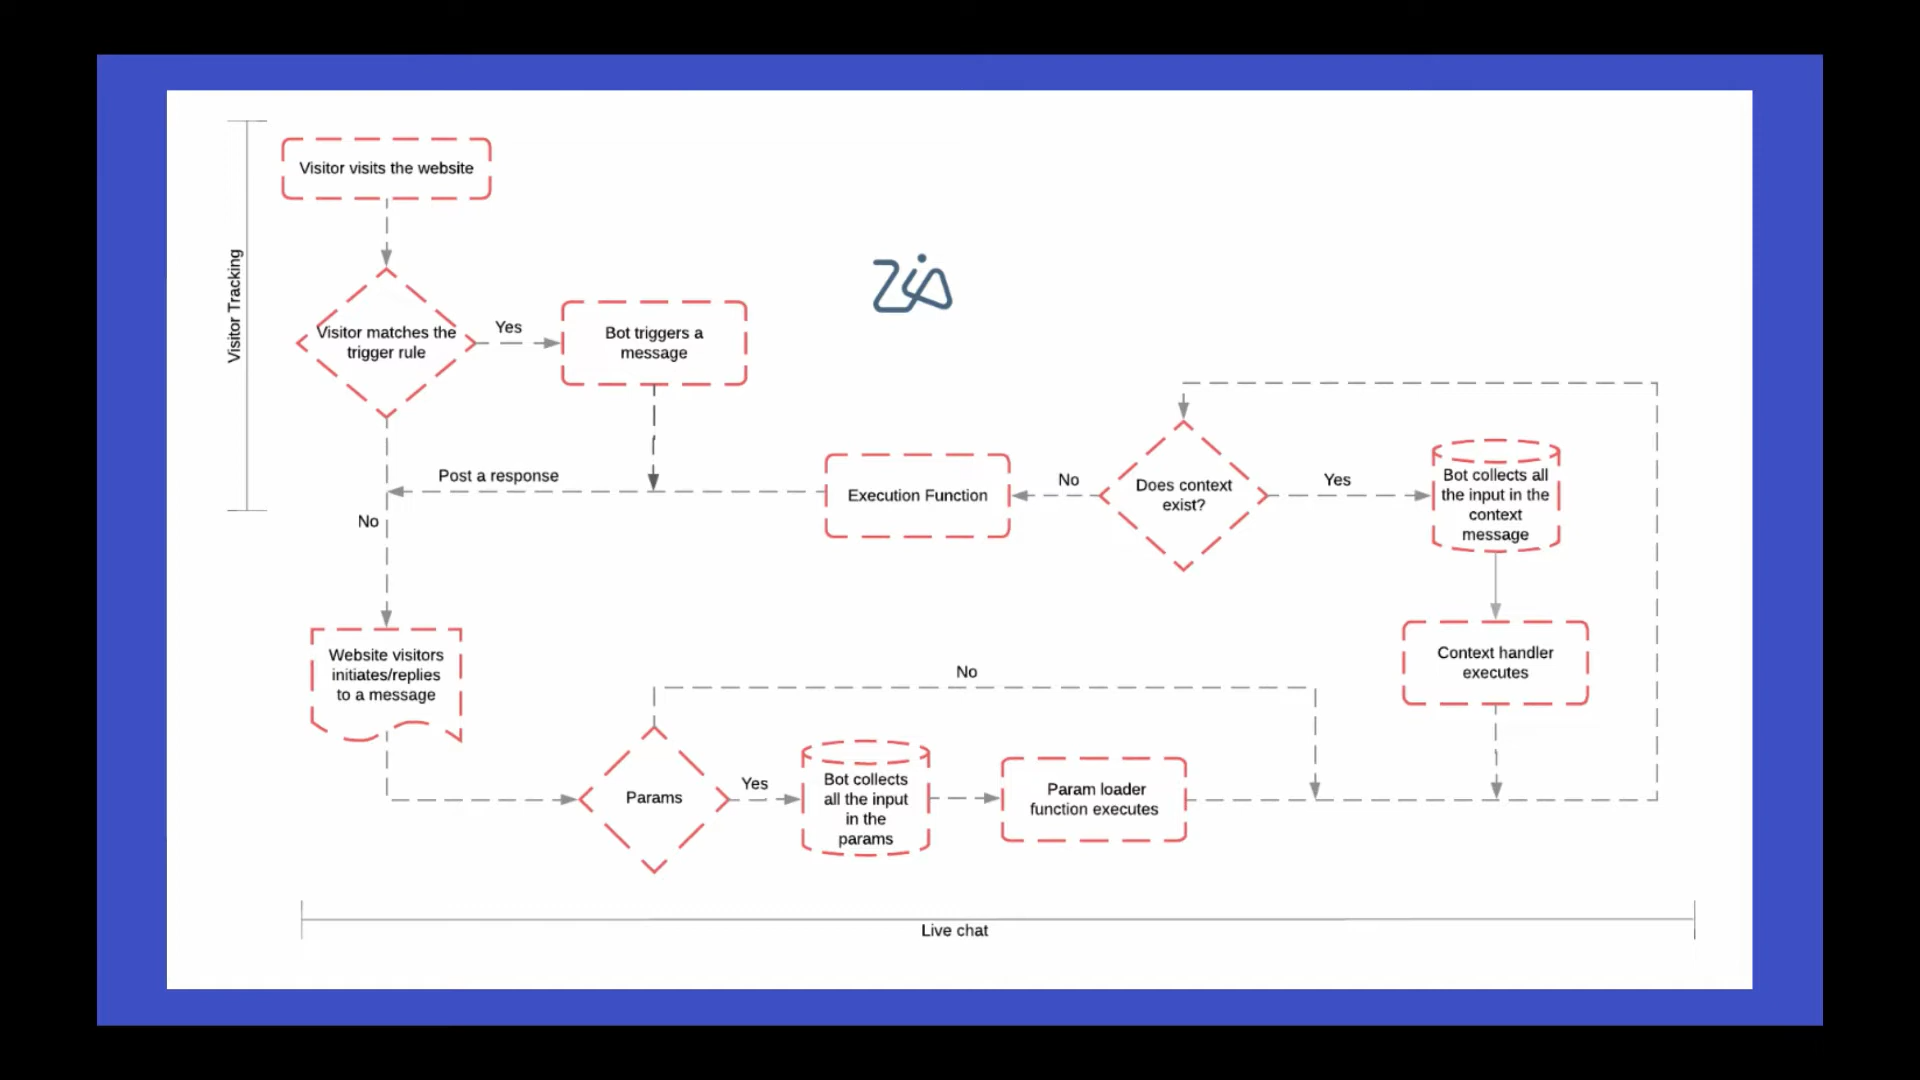 Visitor visits the website
Visitor Tracking
Zia
Visitor matches the
trigger rule
Yes
Bot triggers a
message
Post a response
No
Execution Function
No
Does context
exist?
Yes
Bot collects all
the input in the
context
message
Website visitors
initiates/replies
to a message
Context handler
executes
No
Params
Yes
Bot collects
all the input
in the
params
Param loader
function executes
Live chat